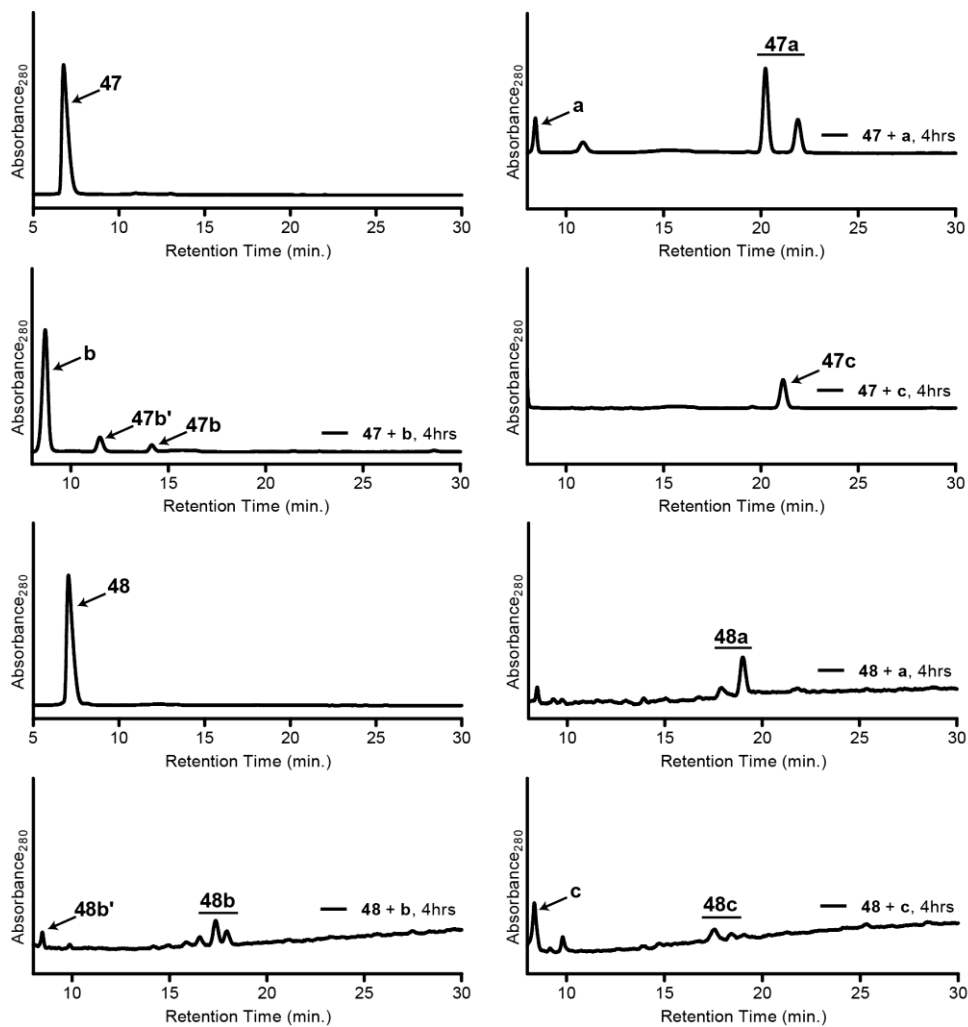 Absorbance280
47
5 10 15 20 25 30
Retention Time (min.)
Absorbance280
a
47a
47 + a, 4hrs
10 15 20 25 30
Retention Time (min.)
Absorbance280
b
47b'
47b
47 + b, 4hrs
10 15 20 25 30
Retention Time (min.)
Absorbance280
47c
47 + c, 4hrs
10 15 20 25 30
Retention Time (min.)
Absorbance280
48
5 10 15 20 25 30
Retention Time (min.)
Absorbance280
48a
48 + a, 4hrs
10 15 20 25 30
Retention Time (min.)
Absorbance280
48b'
48b
48 + b, 4hrs
10 15 20 25 30
Retention Time (min.)
Absorbance280
c
48c
48 + c, 4hrs
10 15 20 25 30
Retention Time (min.)